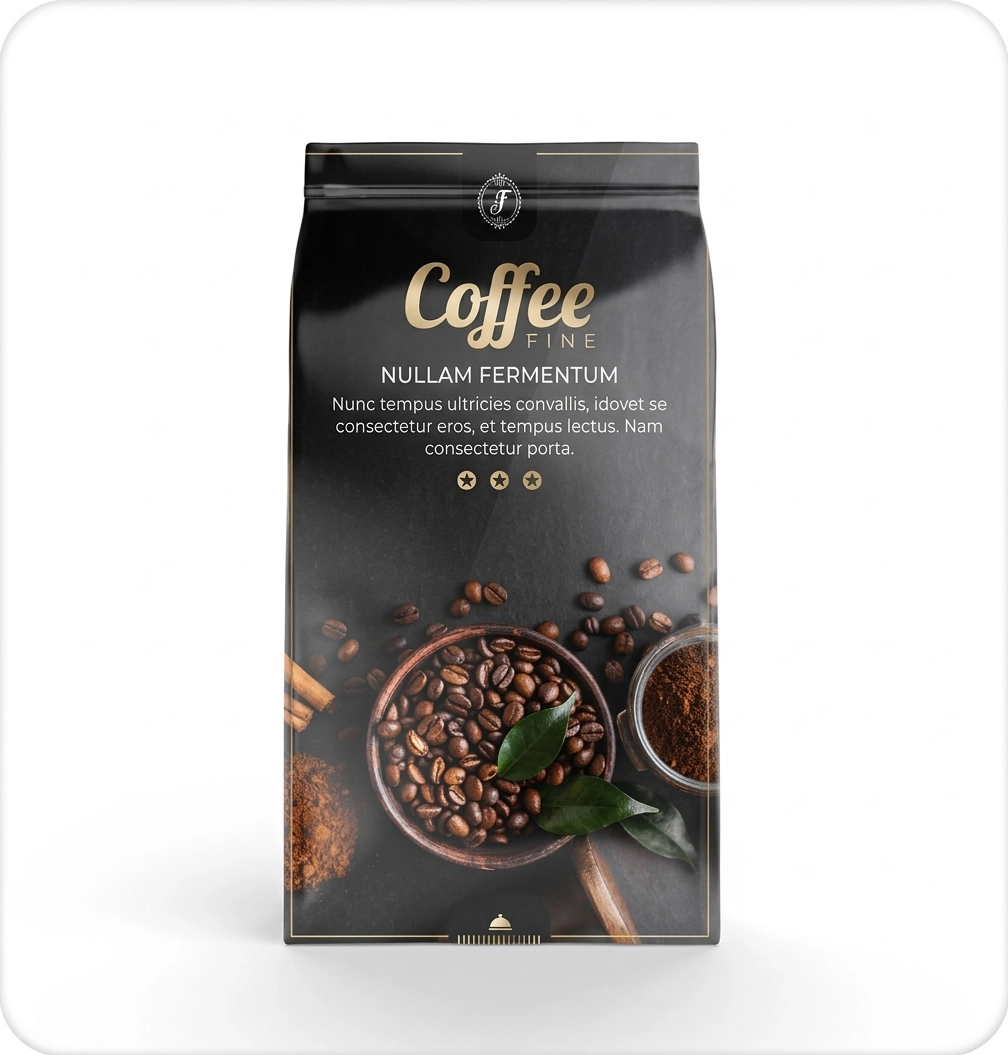 F
Coffee
FINE
NULLAM FERMENTUM
Nunc tempus ultricies convallis, idovet se
consectetur eros, et tempus lectus. Nam
consectetur porta.